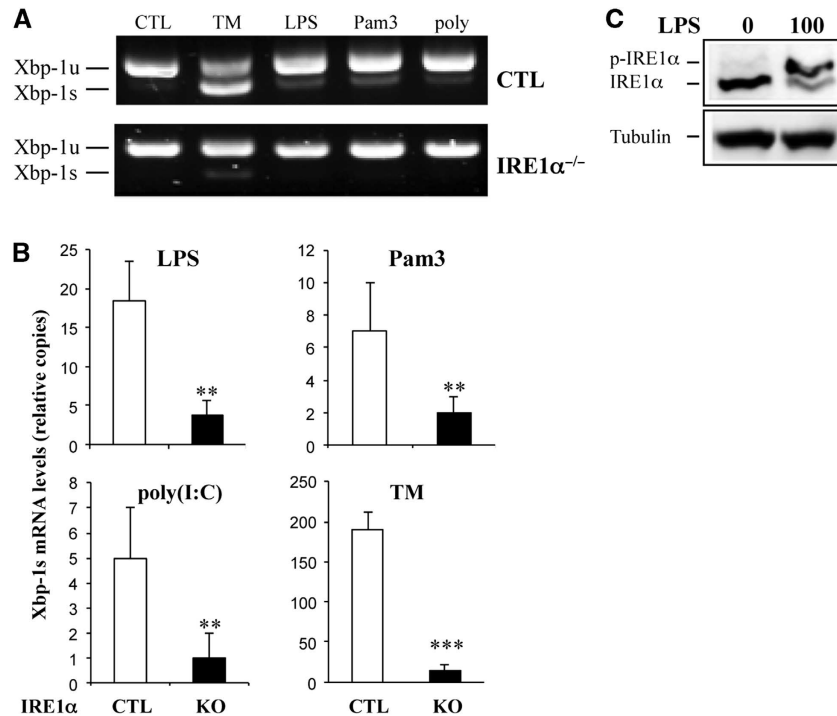 A
CTL TM LPS Pam3 poly
Xbp-1u
Xbp-1s
CTL
Xbp-1u
Xbp-1s
IRE1α⁻/⁻
C
LPS 0 100
p-IRE1α
IRE1α
Tubulin
B
Xbp-1s mRNA levels (relative copies)
LPS
25
20
15
10
5
0
**
Pam3
12
10
8
6
4
2
0
**
poly(I:C)
8
7
6
5
4
3
2
1
0
**
TM
250
200
150
100
50
0
***
IRE1α CTL KO CTL KO